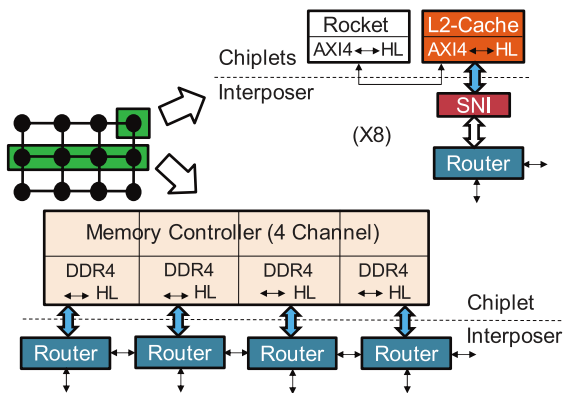 Rocket
L2-Cache
AXI4 HL
AXI4 HL
Chiplets
Interposer
SNI
(X8)
Router
Memory Controller (4 Channel)
DDR4
DDR4
DDR4
DDR4
HL
HL
HL
HL
Chiplet
Interposer
Router
Router
Router
Router